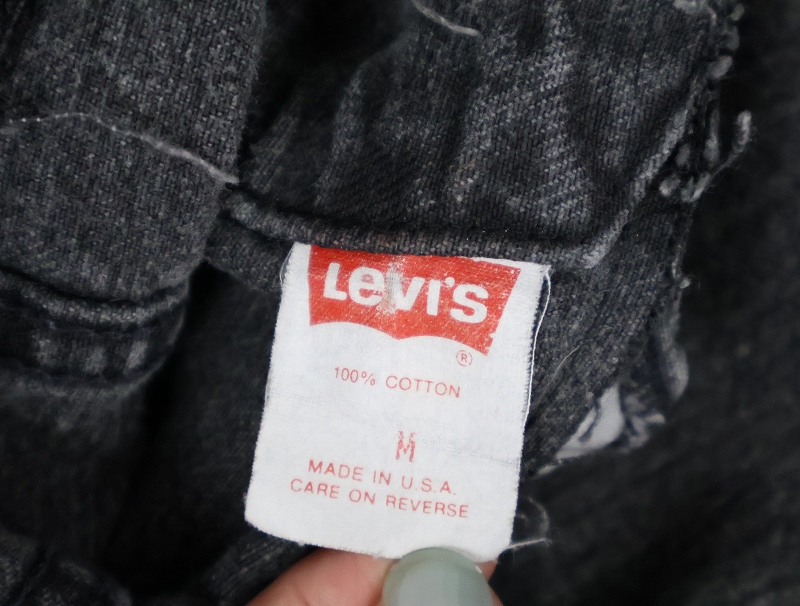 Levi's
®
100% COTTON
M
MADE IN U.S.A.
CARE ON REVERSE